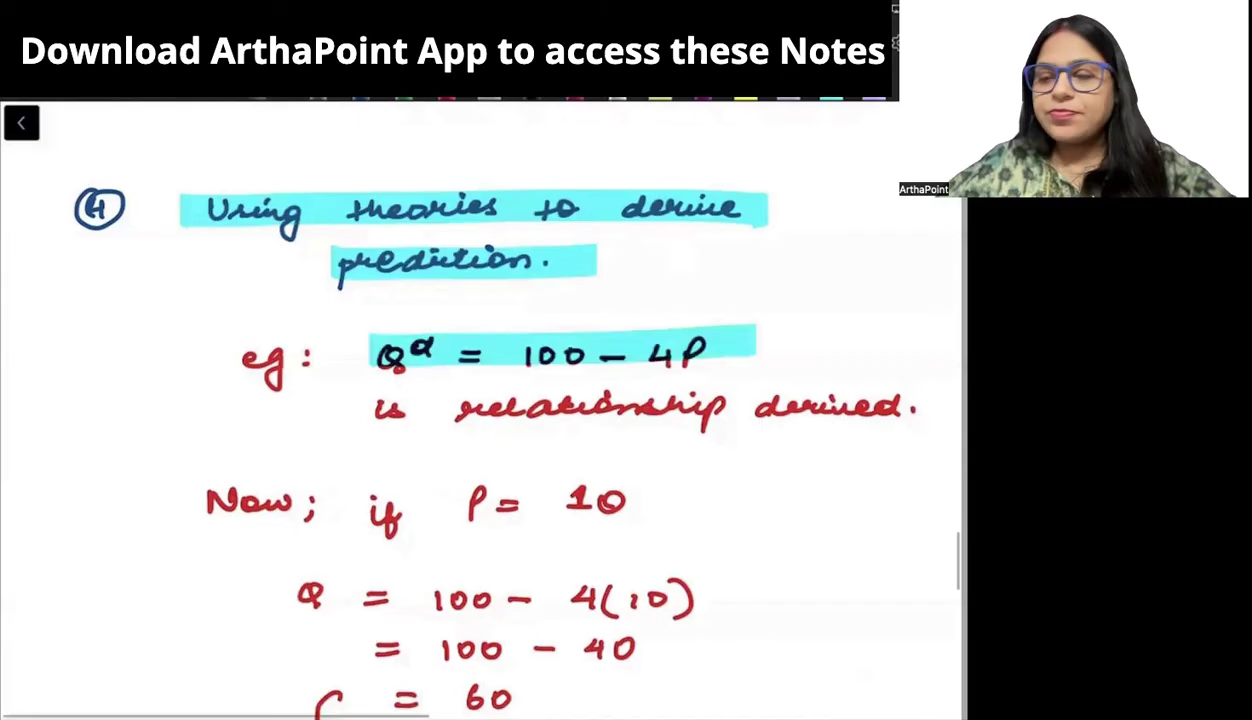 Download ArthaPoint App to access these Notes
ArthaPoint
4 Using theories to derive
prediction.
eg: Qd = 100 - 4P
is relationship derived.
Now; if P = 10
Q = 100 - 4(10)
= 100 - 40
= 60